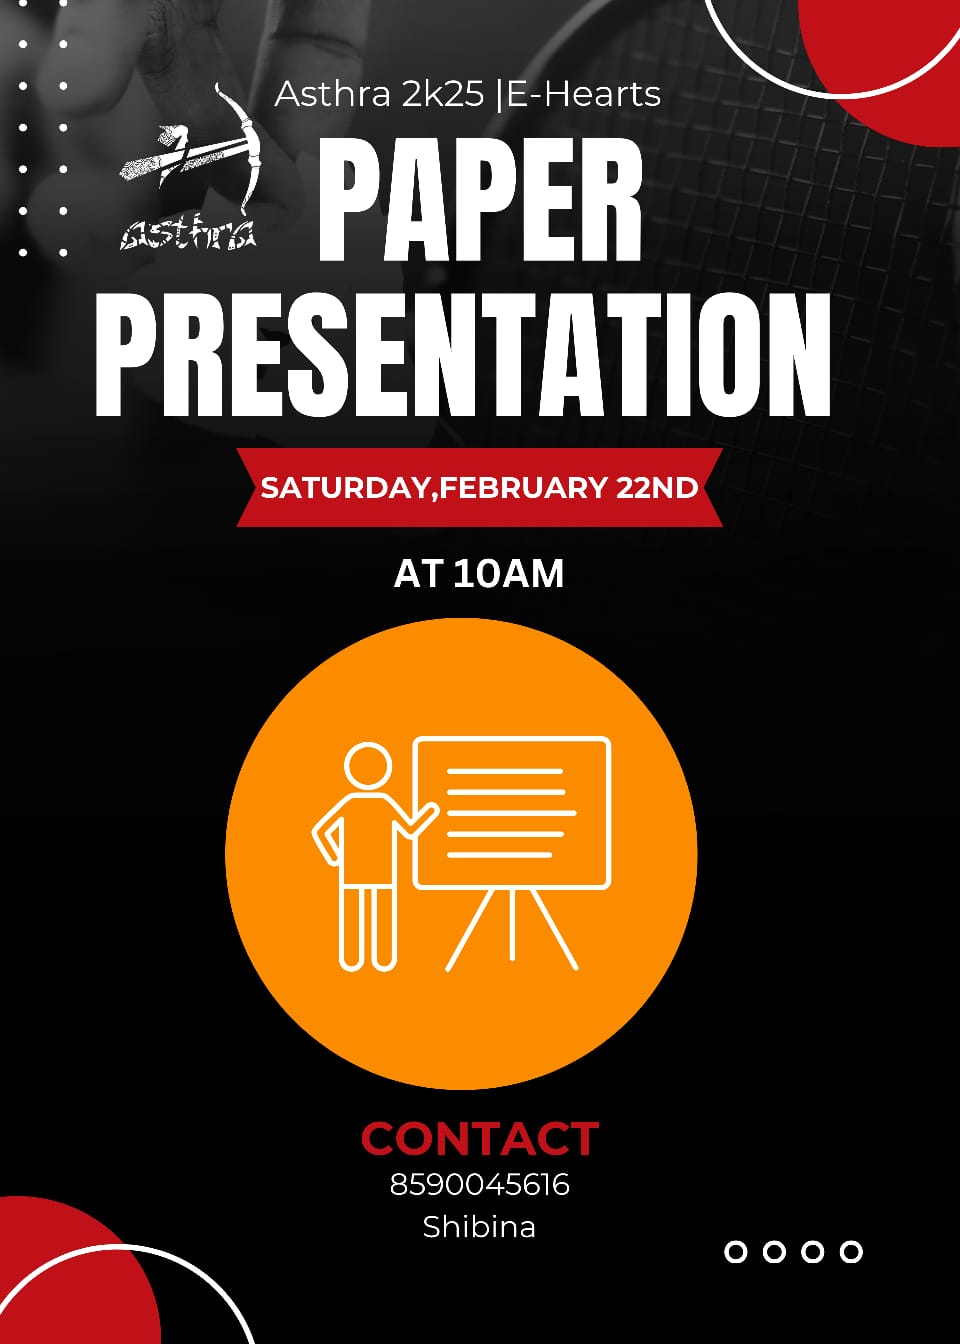 Asthra 2k25 |E-Hearts
asthra
PAPER
PRESENTATION
SATURDAY,FEBRUARY 22ND
AT 10AM
CONTACT
8590045616
Shibina